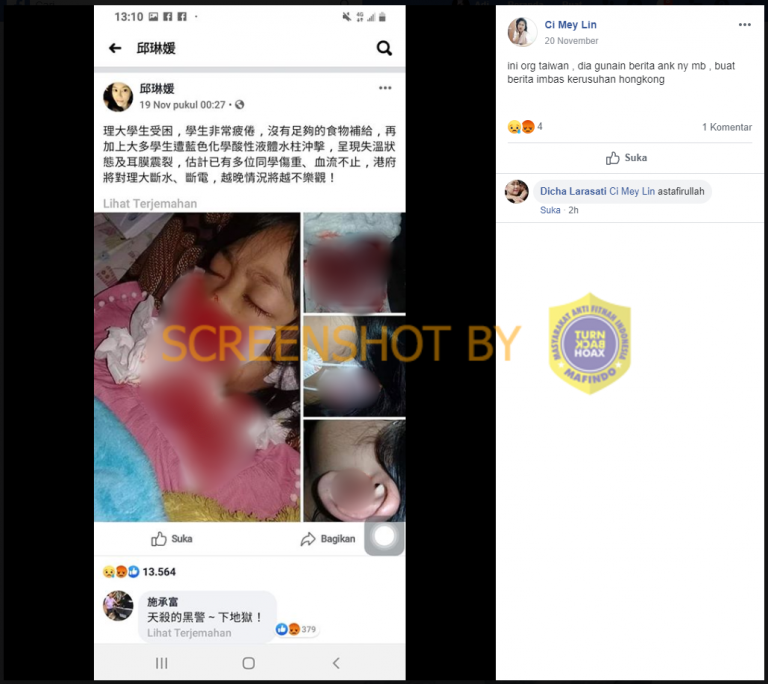 13:10
邱琳媛
邱琳媛
19 Nov pukul 00:27 ·
理大學生受困，學生非常疲倦，沒有足夠的食物補給，再
加上大多學生遭藍色化學酸性液體水柱沖擊，呈現失溫狀
態及耳膜震裂，估計已有多位同學傷重、血流不止，港府
將對理大斷水、斷電，越晚情況將越不樂觀！
Lihat Terjemahan
SCREENSHOT BY
Suka
Bagikan
13.564
施承富
天殺的黑警～下地獄！
Lihat Terjemahan
379
Ci Mey Lin
20 November
ini org taiwan , dia gunain berita ank ny mb , buat
berita imbas kerusuhan hongkong
4
1 Komentar
Suka
Dicha Larasati Ci Mey Lin astafirullah
Suka · 2h
MASYARAKAT ANTI FITNAH INDONESIA
TURN
BACK
HOAX
MAFINDO